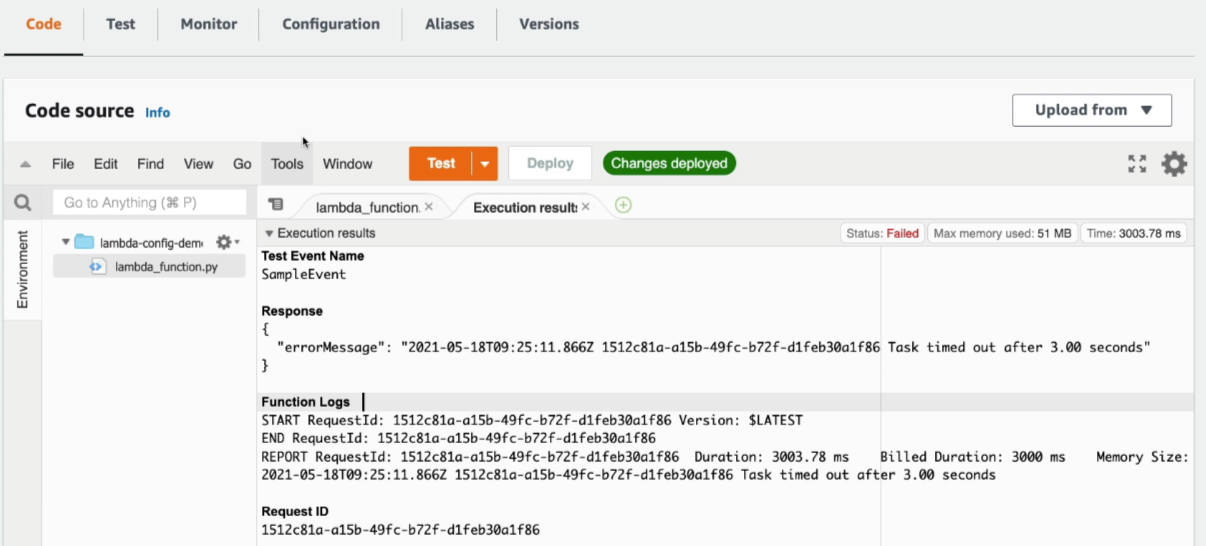 Code Test Monitor Configuration Aliases Versions
Code source Info
Upload from
File Edit Find View Go Tools Window Test Deploy Changes deployed
Go to Anything (⌘ P)
lambda_function.
Execution results
Environment
lambda-config-demo
lambda_function.py
Execution results
Status: Failed Max memory used: 51 MB Time: 3003.78 ms
Test Event Name
SampleEvent
Response
{
"errorMessage": "2021-05-18T09:25:11.866Z 1512c81a-a15b-49fc-b72f-d1feb30a1f86 Task timed out after 3.00 seconds"
}
Function Logs
START RequestId: 1512c81a-a15b-49fc-b72f-d1feb30a1f86 Version: $LATEST
END RequestId: 1512c81a-a15b-49fc-b72f-d1feb30a1f86
REPORT RequestId: 1512c81a-a15b-49fc-b72f-d1feb30a1f86 Duration: 3003.78 ms Billed Duration: 3000 ms Memory Size:
2021-05-18T09:25:11.866Z 1512c81a-a15b-49fc-b72f-d1feb30a1f86 Task timed out after 3.00 seconds
Request ID
1512c81a-a15b-49fc-b72f-d1feb30a1f86